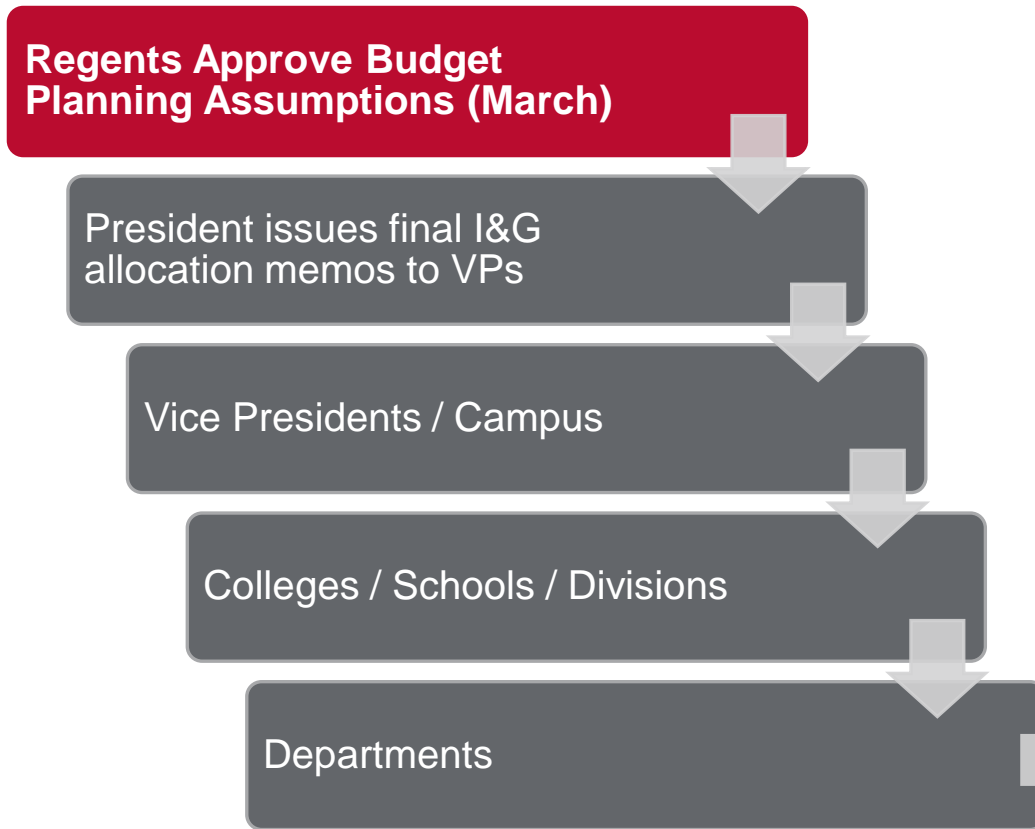 Regents Approve Budget
Planning Assumptions (March)
President issues final I&G
allocation memos to VPs
Vice Presidents / Campus
Colleges / Schools / Divisions
Departments